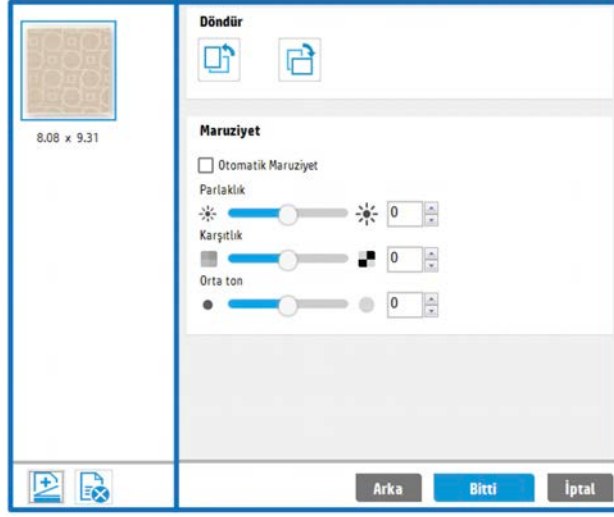 8.08 x 9.31
Döndür
Maruziyet
Otomatik Maruziyet
Parlaklık
0
Karşıtlık
0
Orta ton
0
Arka
Bitti
İptal